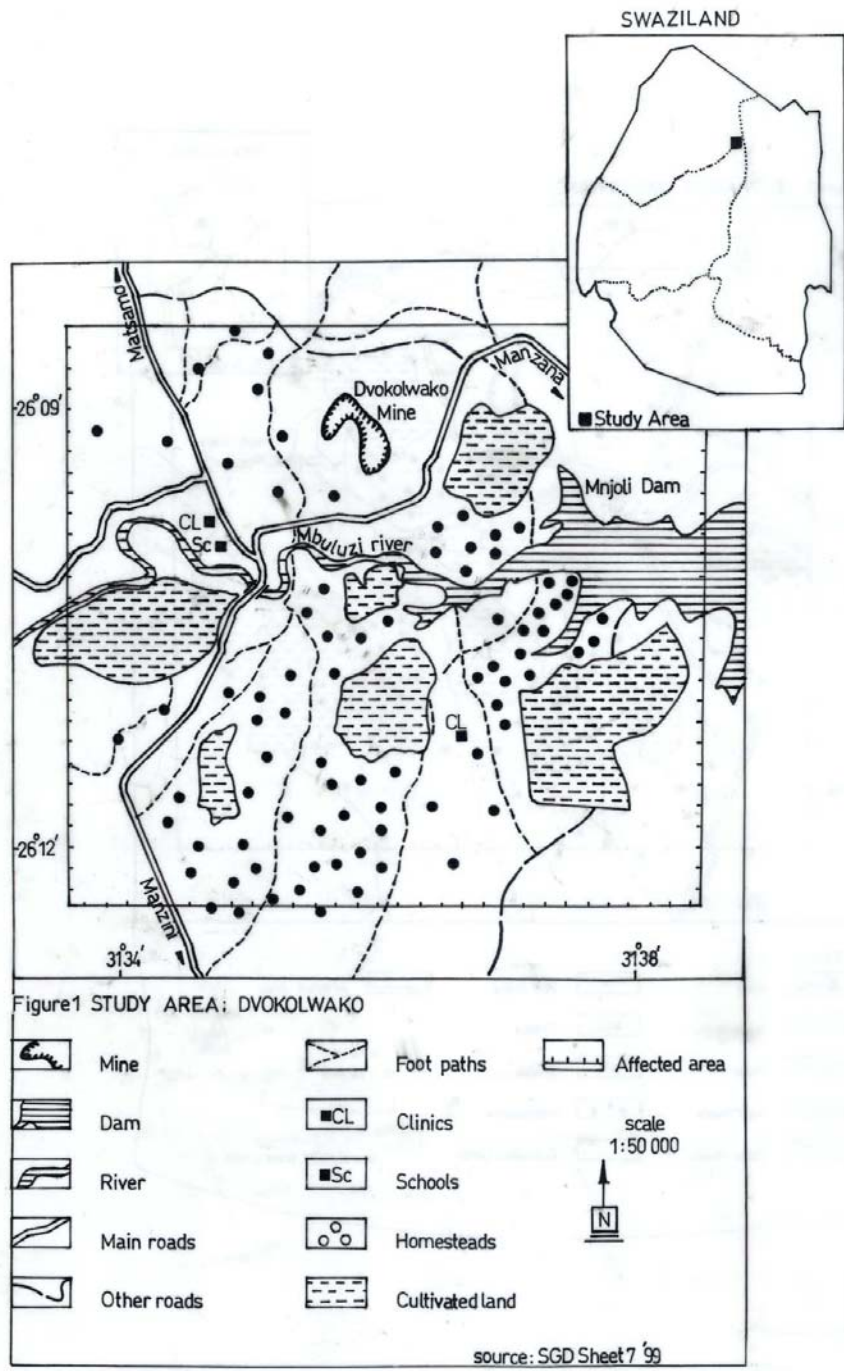 SWAZILAND
Study Area
Matsamo
Manzana
Dvokolwako
Mine
26°09'
Mnjoli Dam
CL
Sc
Mbuluzi river
CL
26°12'
Manzini
31°34'
31°38'
Figure1 STUDY AREA: DVOKOLWAKO
Mine
Foot paths
Affected area
Dam
CL
Clinics
scale
1:50 000
River
Sc
Schools
N
Main roads
Homesteads
Other roads
Cultivated land
source: SGD Sheet 7 '99